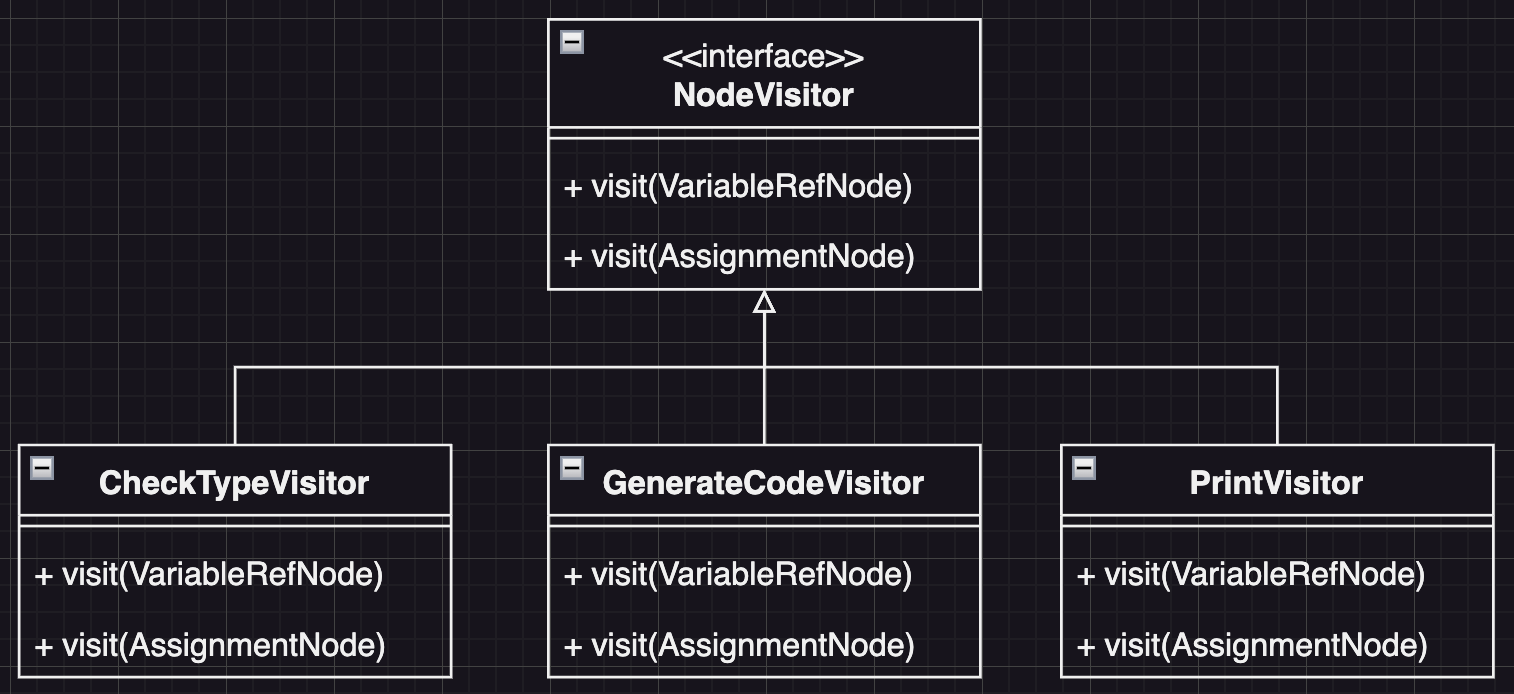 <<interface>>
NodeVisitor
+ visit(VariableRefNode)
+ visit(AssignmentNode)
CheckTypeVisitor
+ visit(VariableRefNode)
+ visit(AssignmentNode)
GenerateCodeVisitor
+ visit(VariableRefNode)
+ visit(AssignmentNode)
PrintVisitor
+ visit(VariableRefNode)
+ visit(AssignmentNode)